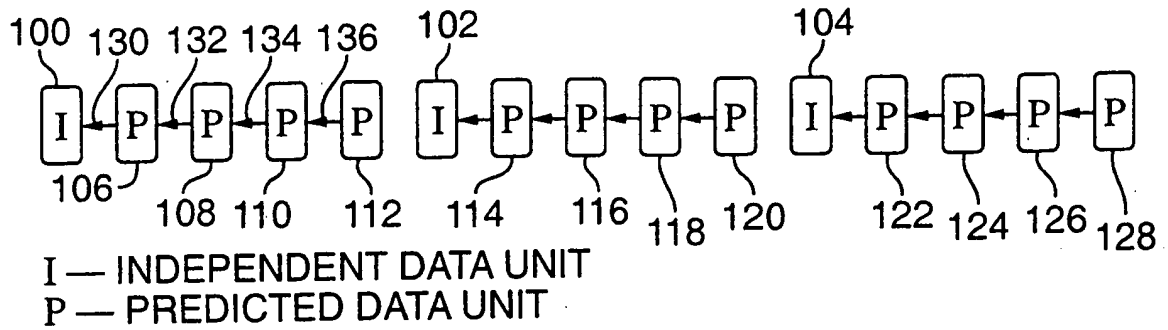 100 130 132 134 136 102 104
I P P P P I P P P P I P P P P
106 108 110 112 114 116 118 120 122 124 126 128
I — INDEPENDENT DATA UNIT
P — PREDICTED DATA UNIT